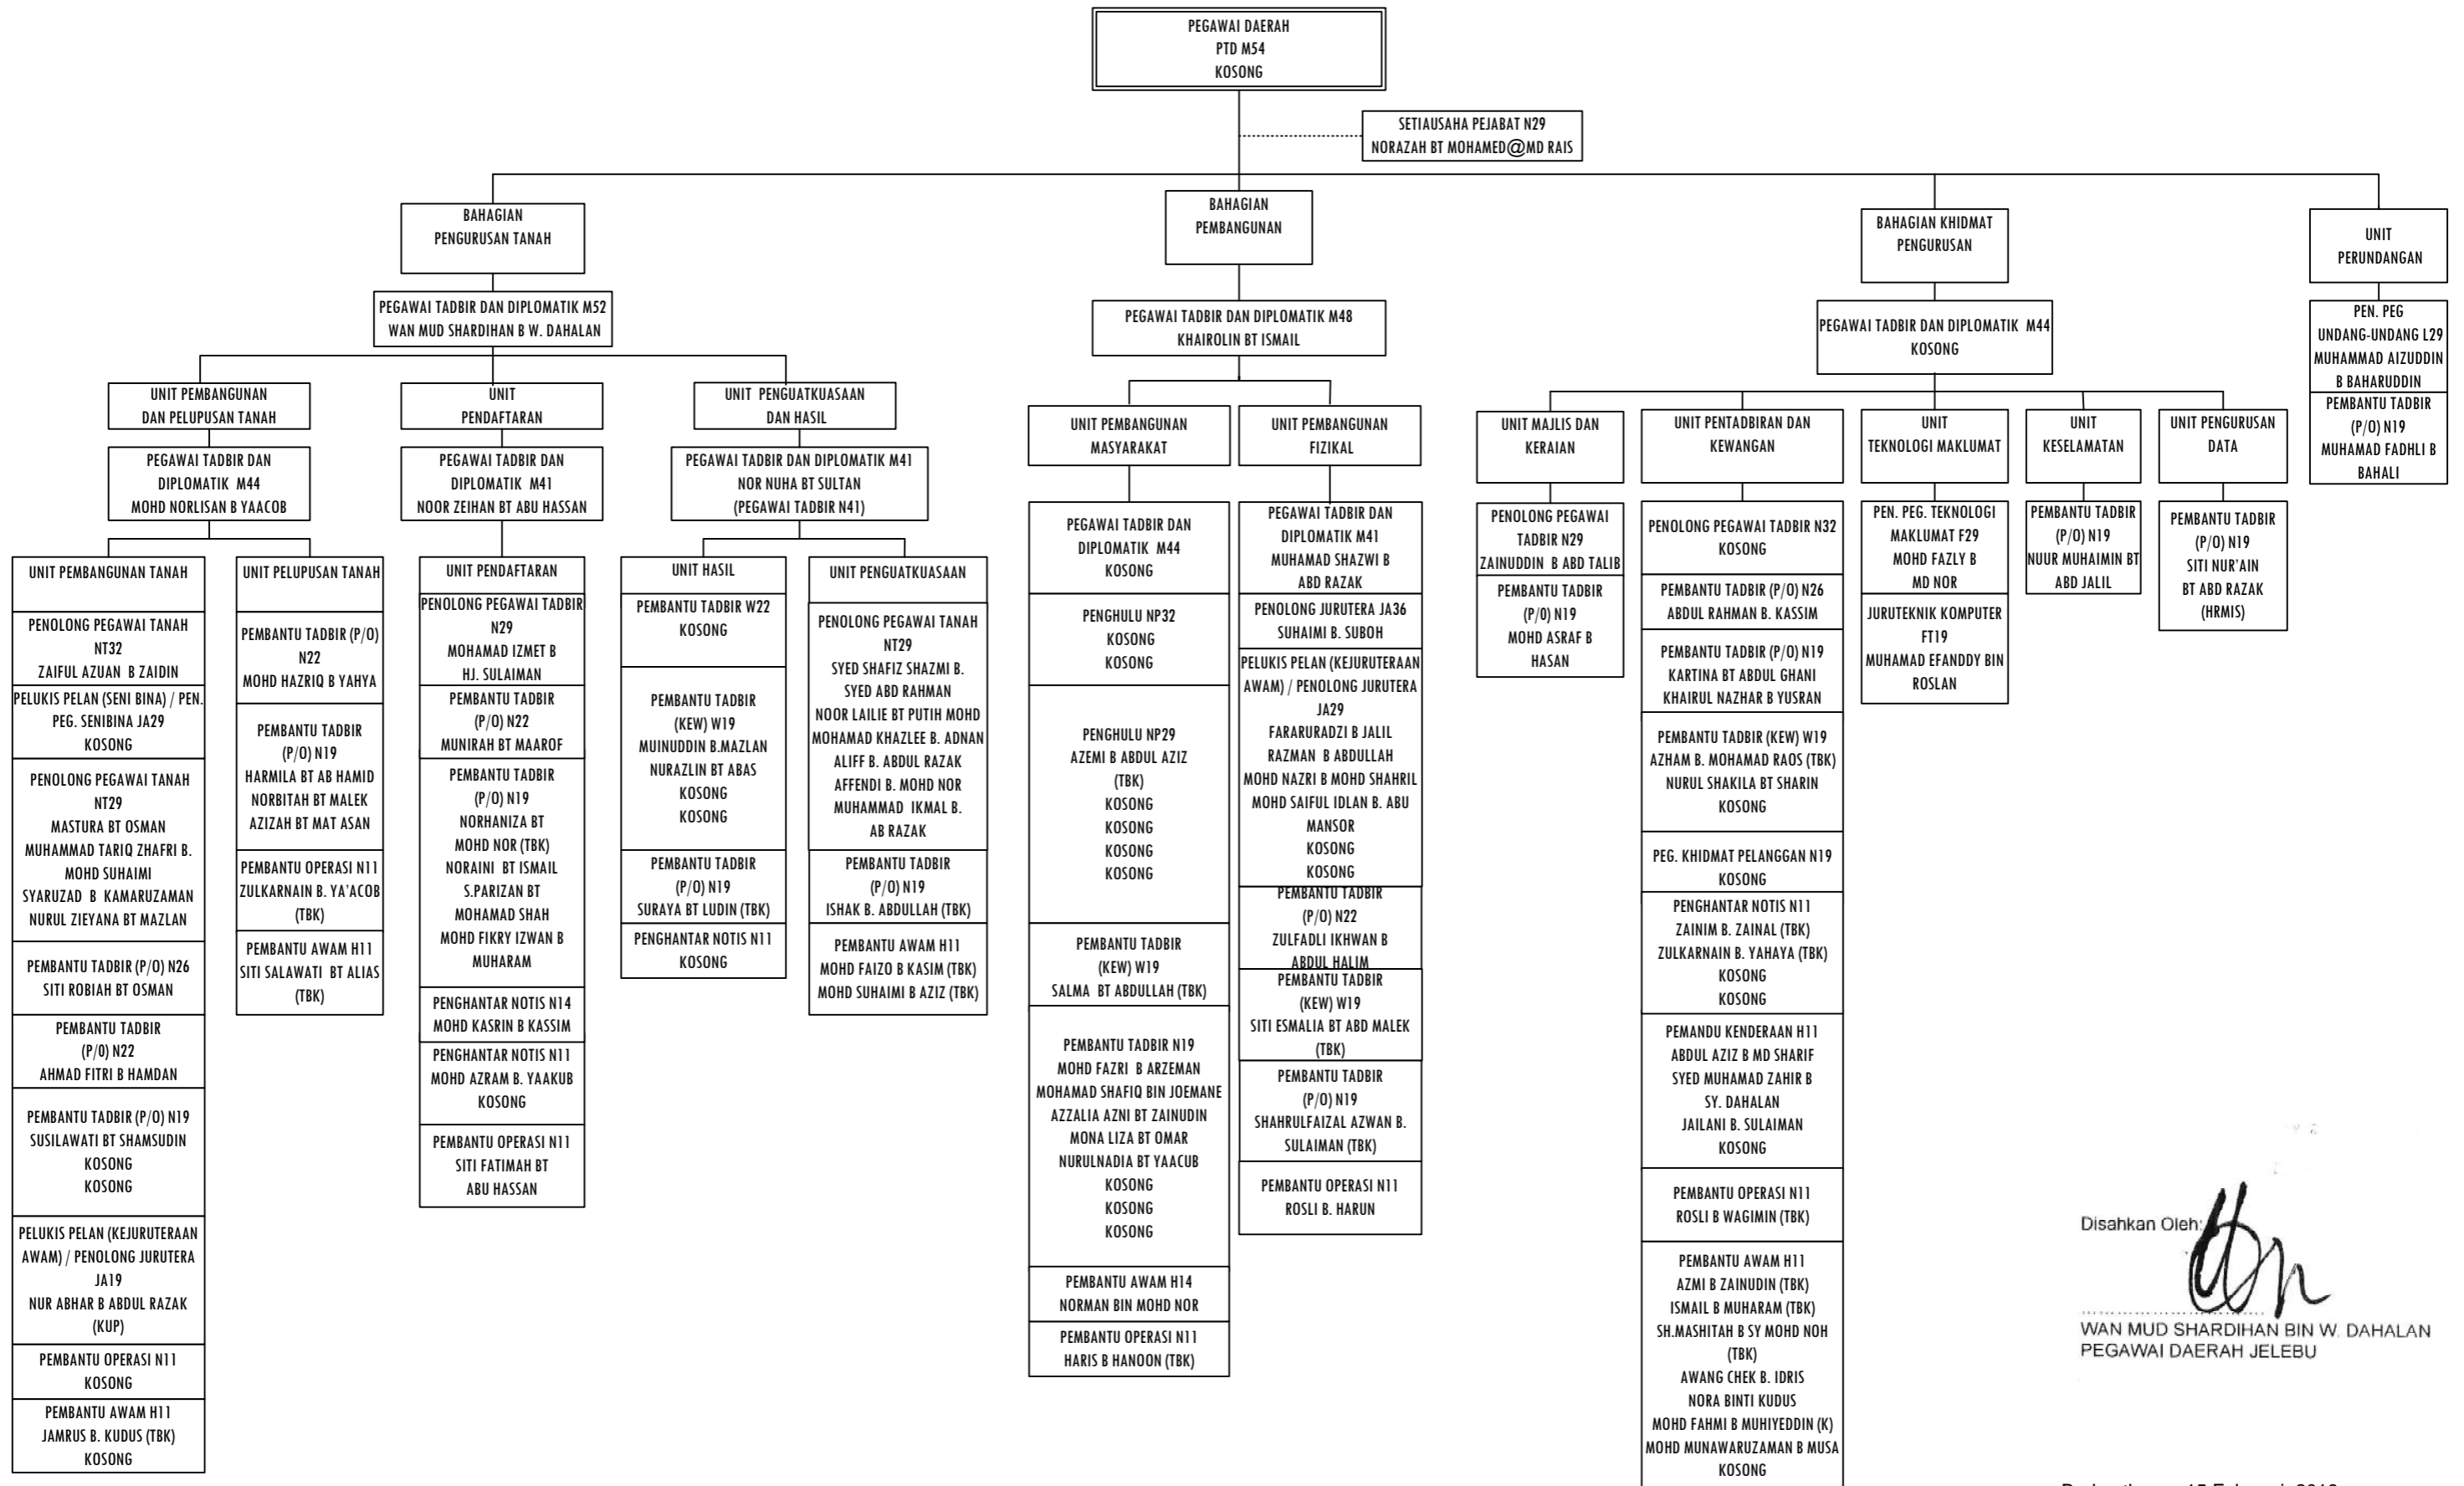 PEGAWAI DAERAH
PTD M54
KOSONG
SETIAUSAHA PEJABAT N29
NORAZAH BT MOHAMED@MD RAIS
BAHAGIAN
PENGURUSAN TANAH
PEGAWAI TADBIR DAN DIPLOMATIK M52
WAN MUD SHARDIHAN B W. DAHALAN
UNIT PEMBANGUNAN
DAN PELUPUSAN TANAH
PEGAWAI TADBIR DAN
DIPLOMATIK M44
MOHD NORLISAN B YAACOB
UNIT PEMBANGUNAN TANAH
PENOLONG PEGAWAI TANAH
NT32
ZAIFUL AZUAN B ZAIDIN
PELUKIS PELAN (SENI BINA) / PEN.
PEG. SENIBINA JA29
KOSONG
PENOLONG PEGAWAI TANAH
NT29
MASTURA BT OSMAN
MUHAMMAD TARIQ ZHAFRI B.
MOHD SUHAIMI
SYARUZAD B KAMARUZAMAN
NURUL ZIEYANA BT MAZLAN
PEMBANTU TADBIR (P/O) N26
SITI ROBIAH BT OSMAN
PEMBANTU TADBIR
(P/O) N22
AHMAD FITRI B HAMDAN
PEMBANTU TADBIR (P/O) N19
SUSILAWATI BT SHAMSUDIN
KOSONG
KOSONG
PELUKIS PELAN (KEJURUTERAAN
AWAM) / PENOLONG JURUTERA
JA19
NUR ABHAR B ABDUL RAZAK
(KUP)
PEMBANTU OPERASI N11
KOSONG
PEMBANTU AWAM H11
JAMRUS B. KUDUS (TBK)
KOSONG
UNIT PELUPUSAN TANAH
PEMBANTU TADBIR (P/O)
N22
MOHD HAZRIQ B YAHYA
PEMBANTU TADBIR
(P/O) N19
HARMILA BT AB HAMID
NORBITAH BT MALEK
AZIZAH BT MAT ASAN
PEMBANTU OPERASI N11
ZULKARNAIN B. YA'ACOB
(TBK)
PEMBANTU AWAM H11
SITI SALAWATI BT ALIAS
(TBK)
UNIT
PENDAFTARAN
PEGAWAI TADBIR DAN
DIPLOMATIK M41
NOOR ZEIHAN BT ABU HASSAN
UNIT PENDAFTARAN
PENOLONG PEGAWAI TADBIR
N29
MOHAMAD IZMET B
HJ. SULAIMAN
PEMBANTU TADBIR
(P/O) N22
MUNIRAH BT MAAROF
PEMBANTU TADBIR
(P/O) N19
NORHANIZA BT
MOHD NOR (TBK)
NORAINI BT ISMAIL
S.PARIZAN BT
MOHAMAD SHAH
MOHD FIKRY IZWAN B
MUHARAM
PENGHANTAR NOTIS N14
MOHD KASRIN B KASSIM
PENGHANTAR NOTIS N11
MOHD AZRAM B. YAAKUB
KOSONG
PEMBANTU OPERASI N11
SITI FATIMAH BT
ABU HASSAN
UNIT PENGUATKUASAAN
DAN HASIL
PEGAWAI TADBIR DAN DIPLOMATIK M41
NOR NUHA BT SULTAN
(PEGAWAI TADBIR N41)
UNIT HASIL
PEMBANTU TADBIR W22
KOSONG
PEMBANTU TADBIR
(KEW) W19
MUINUDDIN B.MAZLAN
NURAZLIN BT ABAS
KOSONG
KOSONG
PEMBANTU TADBIR
(P/O) N19
SURAYA BT LUDIN (TBK)
PENGHANTAR NOTIS N11
KOSONG
UNIT PENGUATKUASAAN
PENOLONG PEGAWAI TANAH
NT29
SYED SHAFIZ SHAZMI B.
SYED ABD RAHMAN
NOOR LAILIE BT PUTIH MOHD
MOHAMAD KHAZLEE B. ADNAN
ALIFF B. ABDUL RAZAK
AFFENDI B. MOHD NOR
MUHAMMAD IKMAL B.
AB RAZAK
PEMBANTU TADBIR
(P/O) N19
ISHAK B. ABDULLAH (TBK)
PEMBANTU AWAM H11
MOHD FAIZO B KASIM (TBK)
MOHD SUHAIMI B AZIZ (TBK)
BAHAGIAN
PEMBANGUNAN
PEGAWAI TADBIR DAN DIPLOMATIK M48
KHAIROLIN BT ISMAIL
UNIT PEMBANGUNAN
MASYARAKAT
PEGAWAI TADBIR DAN
DIPLOMATIK M44
KOSONG
PENGHULU NP32
KOSONG
KOSONG
PENGHULU NP29
AZEMI B ABDUL AZIZ
(TBK)
KOSONG
KOSONG
KOSONG
KOSONG
PEMBANTU TADBIR
(KEW) W19
SALMA BT ABDULLAH (TBK)
PEMBANTU TADBIR N19
MOHD FAZRI B ARZEMAN
MOHAMAD SHAFIQ BIN JOEMANE
AZZALIA AZNI BT ZAINUDIN
MONA LIZA BT OMAR
NURULNADIA BT YAACUB
KOSONG
KOSONG
KOSONG
PEMBANTU AWAM H14
NORMAN BIN MOHD NOR
PEMBANTU OPERASI N11
HARIS B HANOON (TBK)
UNIT PEMBANGUNAN
FIZIKAL
PEGAWAI TADBIR DAN
DIPLOMATIK M41
MUHAMAD SHAZWI B
ABD RAZAK
PENOLONG JURUTERA JA36
SUHAIMI B. SUBOH
PELUKIS PELAN (KEJURUTERAAN
AWAM) / PENOLONG JURUTERA
JA29
FARARURADZI B JALIL
RAZMAN B ABDULLAH
MOHD NAZRI B MOHD SHAHRIL
MOHD SAIFUL IDLAN B. ABU
MANSOR
KOSONG
KOSONG
PEMBANTU TADBIR
(P/O) N22
ZULFADLI IKHWAN B
ABDUL HALIM
PEMBANTU TADBIR
(KEW) W19
SITI ESMALIA BT ABD MALEK
(TBK)
PEMBANTU TADBIR
(P/O) N19
SHAHRULFAIZAL AZWAN B.
SULAIMAN (TBK)
PEMBANTU OPERASI N11
ROSLI B. HARUN
BAHAGIAN KHIDMAT
PENGURUSAN
PEGAWAI TADBIR DAN DIPLOMATIK M44
KOSONG
UNIT MAJLIS DAN
KERAIAN
PENOLONG PEGAWAI
TADBIR N29
ZAINUDDIN B ABD TALIB
PEMBANTU TADBIR
(P/O) N19
MOHD ASRAF B
HASAN
UNIT PENTADBIRAN DAN
KEWANGAN
PENOLONG PEGAWAI TADBIR N32
KOSONG
PEMBANTU TADBIR (P/O) N26
ABDUL RAHMAN B. KASSIM
PEMBANTU TADBIR (P/O) N19
KARTINA BT ABDUL GHANI
KHAIRUL NAZHAR B YUSRAN
PEMBANTU TADBIR (KEW) W19
AZHAM B. MOHAMAD RAOS (TBK)
NURUL SHAKILA BT SHARIN
KOSONG
PEG. KHIDMAT PELANGGAN N19
KOSONG
PENGHANTAR NOTIS N11
ZAINIM B. ZAINAL (TBK)
ZULKARNAIN B. YAHAYA (TBK)
KOSONG
KOSONG
PEMANDU KENDERAAN H11
ABDUL AZIZ B MD SHARIF
SYED MUHAMAD ZAHIR B
SY. DAHALAN
JAILANI B. SULAIMAN
KOSONG
PEMBANTU OPERASI N11
ROSLI B WAGIMIN (TBK)
PEMBANTU AWAM H11
AZMI B ZAINUDIN (TBK)
ISMAIL B MUHARAM (TBK)
SH.MASHITAH B SY MOHD NOH
(TBK)
AWANG CHEK B. IDRIS
NORA BINTI KUDUS
MOHD FAHMI B MUHIYEDDIN (K)
MOHD MUNAWARUZAMAN B MUSA
KOSONG
UNIT
TEKNOLOGI MAKLUMAT
PEN. PEG. TEKNOLOGI
MAKLUMAT F29
MOHD FAZLY B
MD NOR
JURUTEKNIK KOMPUTER
FT19
MUHAMAD EFANDDY BIN
ROSLAN
UNIT
KESELAMATAN
PEMBANTU TADBIR
(P/O) N19
NUUR MUHAIMIN BT
ABD JALIL
UNIT PENGURUSAN
DATA
PEMBANTU TADBIR
(P/O) N19
SITI NUR'AIN
BT ABD RAZAK
(HRMIS)
UNIT
PERUNDANGAN
PEN. PEG
UNDANG-UNDANG L29
MUHAMMAD AIZUDDIN
B BAHARUDDIN
PEMBANTU TADBIR
(P/O) N19
MUHAMAD FADHLI B
BAHALI
Disahkan Oleh:
WAN MUD SHARDIHAN BIN W. DAHALAN
PEGAWAI DAERAH JELEBU